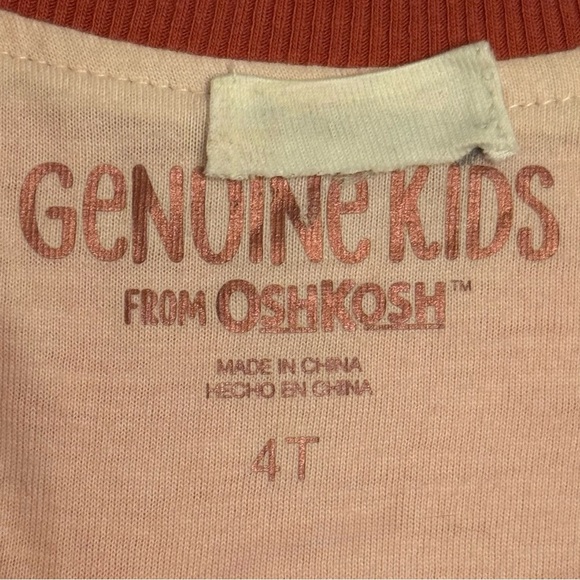 GENUINE KIDS
FROM OSHKOSH™
MADE IN CHINA
HECHO EN CHINA
4T